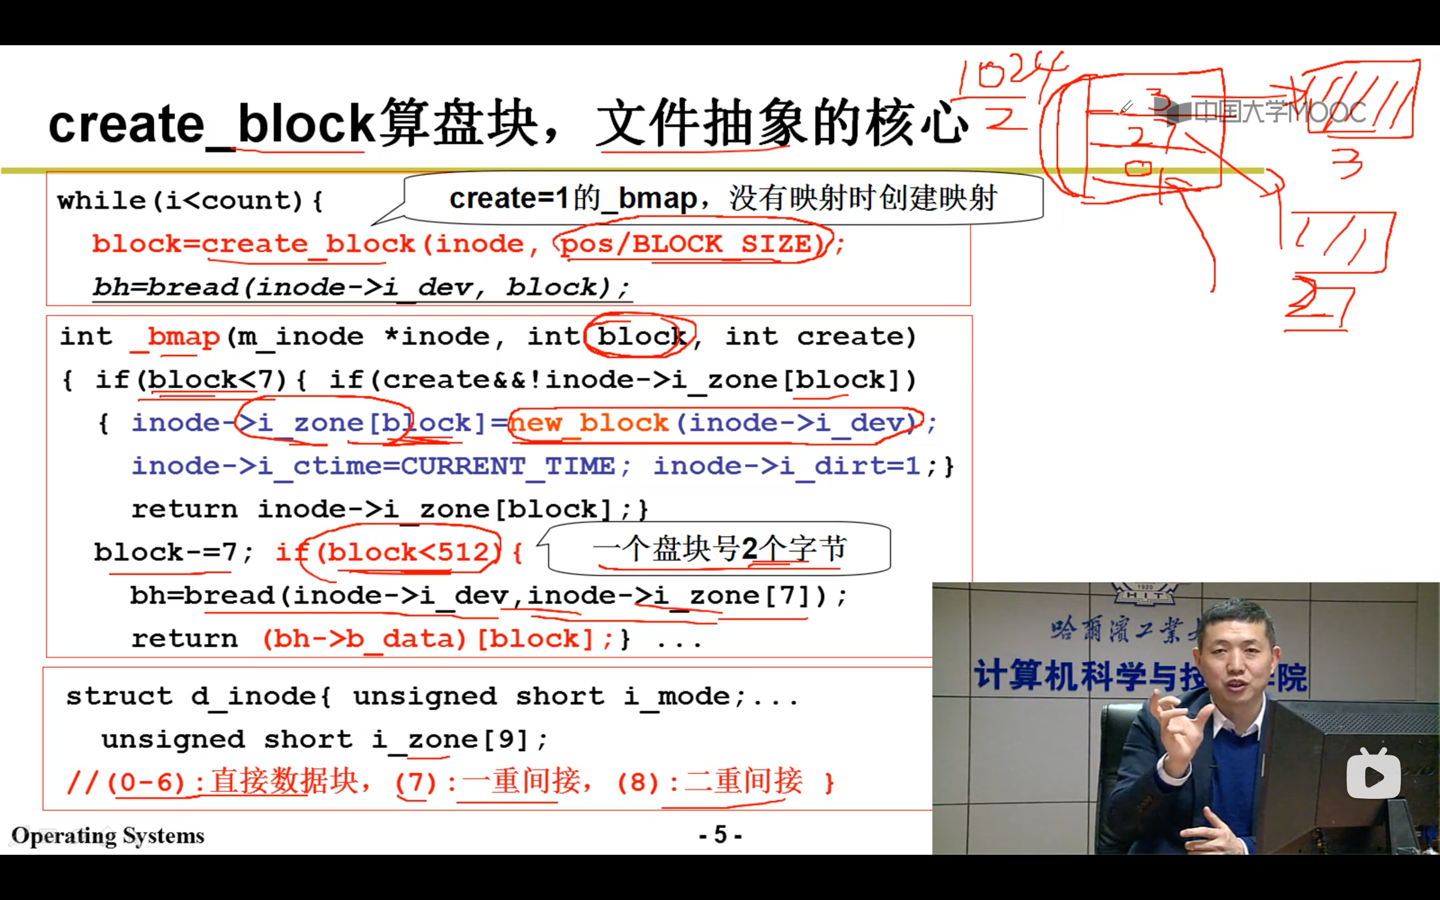 create_block算盘块，文件抽象的核心
1024
2
3
27
0
3
27
中国大学MOOC
while(i<count){
create=1的_bmap，没有映射时创建映射
block=create_block(inode, pos/BLOCK_SIZE);
bh=bread(inode->i_dev, block);
int _bmap(m_inode *inode, int block, int create)
{ if(block<7){ if(create&&!inode->i_zone[block])
{ inode->i_zone[block]=new_block(inode->i_dev);
inode->i_ctime=CURRENT_TIME; inode->i_dirt=1;}
return inode->i_zone[block];}
block-=7; if(block<512){
一个盘块号2个字节
bh=bread(inode->i_dev,inode->i_zone[7]);
return (bh->b_data)[block];} ...
struct d_inode{ unsigned short i_mode;...
unsigned short i_zone[9];
//(0-6):直接数据块，(7):一重间接，(8):二重间接 }
Operating Systems
- 5 -
1920
HIT
哈爾濱工業
计算机科学与技 学院